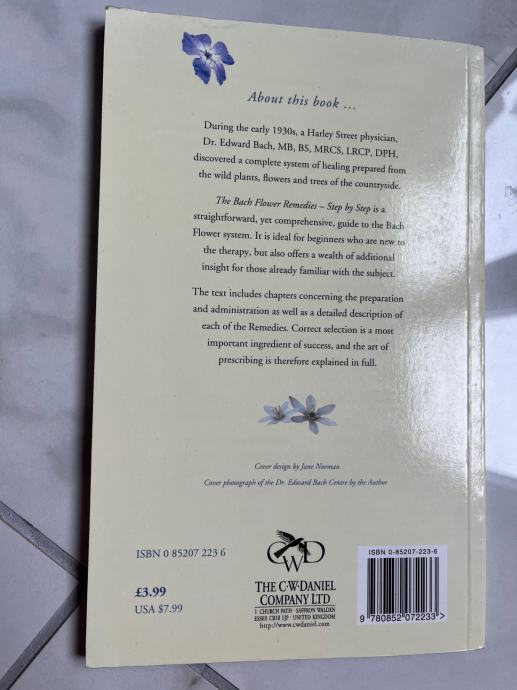 About this book ...
During the early 1930s, a Harley Street physician,
Dr. Edward Bach, MB, BS, MRCS, LRCP, DPH,
discovered a complete system of healing prepared from
the wild plants, flowers and trees of the countryside.
The Bach Flower Remedies – Step by Step is a
straightforward, yet comprehensive, guide to the Bach
Flower system. It is ideal for beginners who are new to
the therapy, but also offers a wealth of additional
insight for those already familiar with the subject.
The text includes chapters concerning the preparation
and administration as well as a detailed description of
each of the Remedies. Correct selection is a most
important ingredient of success, and the art of
prescribing is therefore explained in full.
Cover design by Jane Norman
Cover photograph of the Dr. Edward Bach Centre by the Author
ISBN 0 85207 223 6
£3.99
USA $7.99
CWD
THE C·W·DANIEL
COMPANY LTD
1 CHURCH PATH · SAFFRON WALDEN
ESSEX CB10 1JP · UNITED KINGDOM
http://www.cwdaniel.com
ISBN 0-85207-223-6
9 780852 072233 >